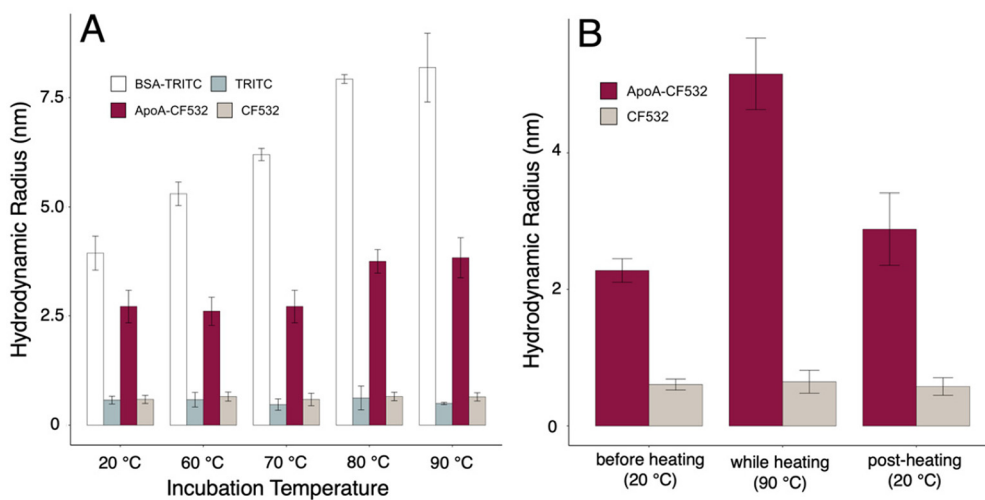 A
BSA-TRITC
TRITC
ApoA-CF532
CF532
Hydrodynamic Radius (nm)
7.5
5.0
2.5
0
20 °C
60 °C
70 °C
80 °C
90 °C
Incubation Temperature
B
ApoA-CF532
CF532
Hydrodynamic Radius (nm)
4
2
0
before heating
(20 °C)
while heating
(90 °C)
post-heating
(20 °C)